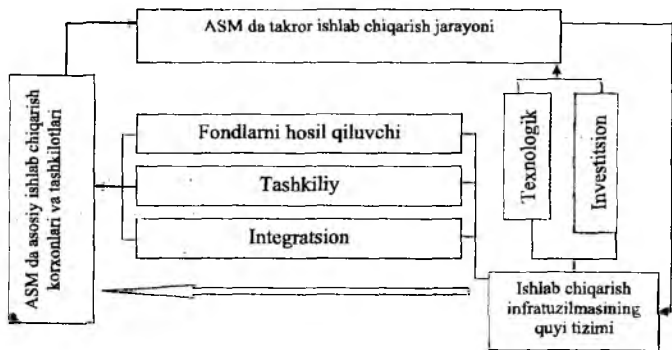 ASM da takror ishlab chiqarish jarayoni
ASM da asosiy ishlab chiqarish
korxonlari va tashkilotlari
Fondlarni hosil qiluvchi
Tashkiliy
Integratsion
Texnologik
Investitsion
Ishlab chiqarish
infratuzilmasining
quyi tizimi